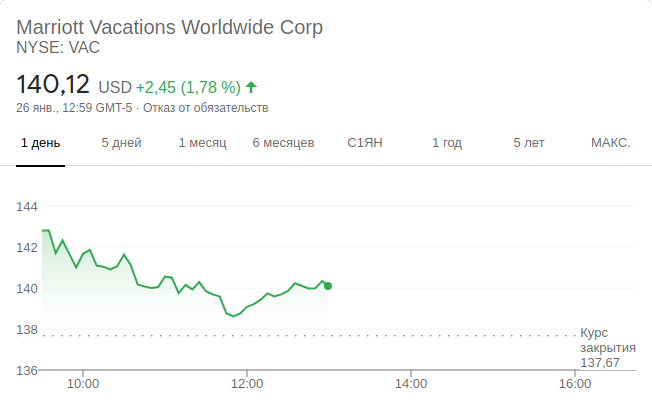 Marriott Vacations Worldwide Corp
NYSE: VAC
140,12 USD +2,45 (1,78 %)
26 янв., 12:59 GMT-5 · Отказ от обязательств
1 день 5 дней 1 месяц 6 месяцев С1ЯН 1 год 5 лет МАКС.
144
142
140
138
136
Курс
закрытия
137,67
10:00 12:00 14:00 16:00